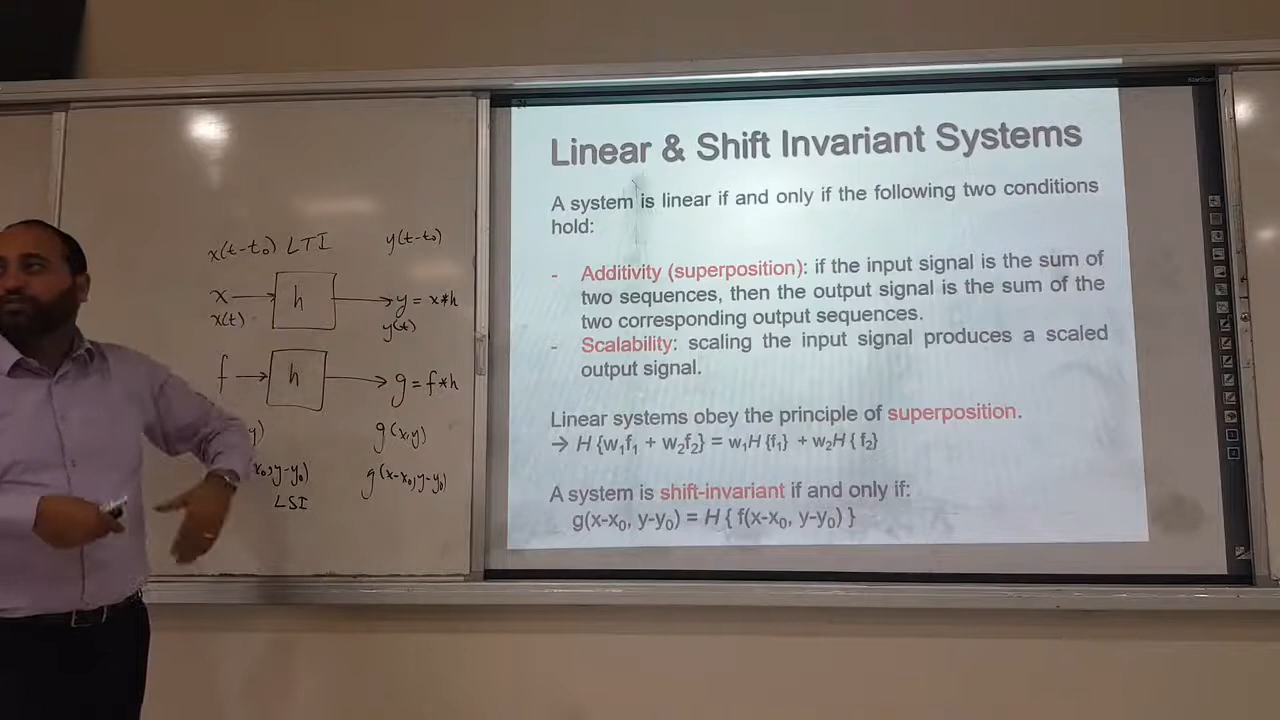 x(t-t₀) LTI y(t-t₀)
x h y = x*h
x(t) y(t)
f h g = f*h
y) g(x,y)
x₀,y-y₀) g(x-x₀,y-y₀)
LSI
Linear & Shift Invariant Systems
A system is linear if and only if the following two conditions
hold:
- Additivity (superposition): if the input signal is the sum of
two sequences, then the output signal is the sum of the
two corresponding output sequences.
- Scalability: scaling the input signal produces a scaled
output signal.
Linear systems obey the principle of superposition.
→ H {w₁f₁ + w₂f₂} = w₁H {f₁} + w₂H { f₂}
A system is shift-invariant if and only if:
g(x-x₀, y-y₀) = H { f(x-x₀, y-y₀) }